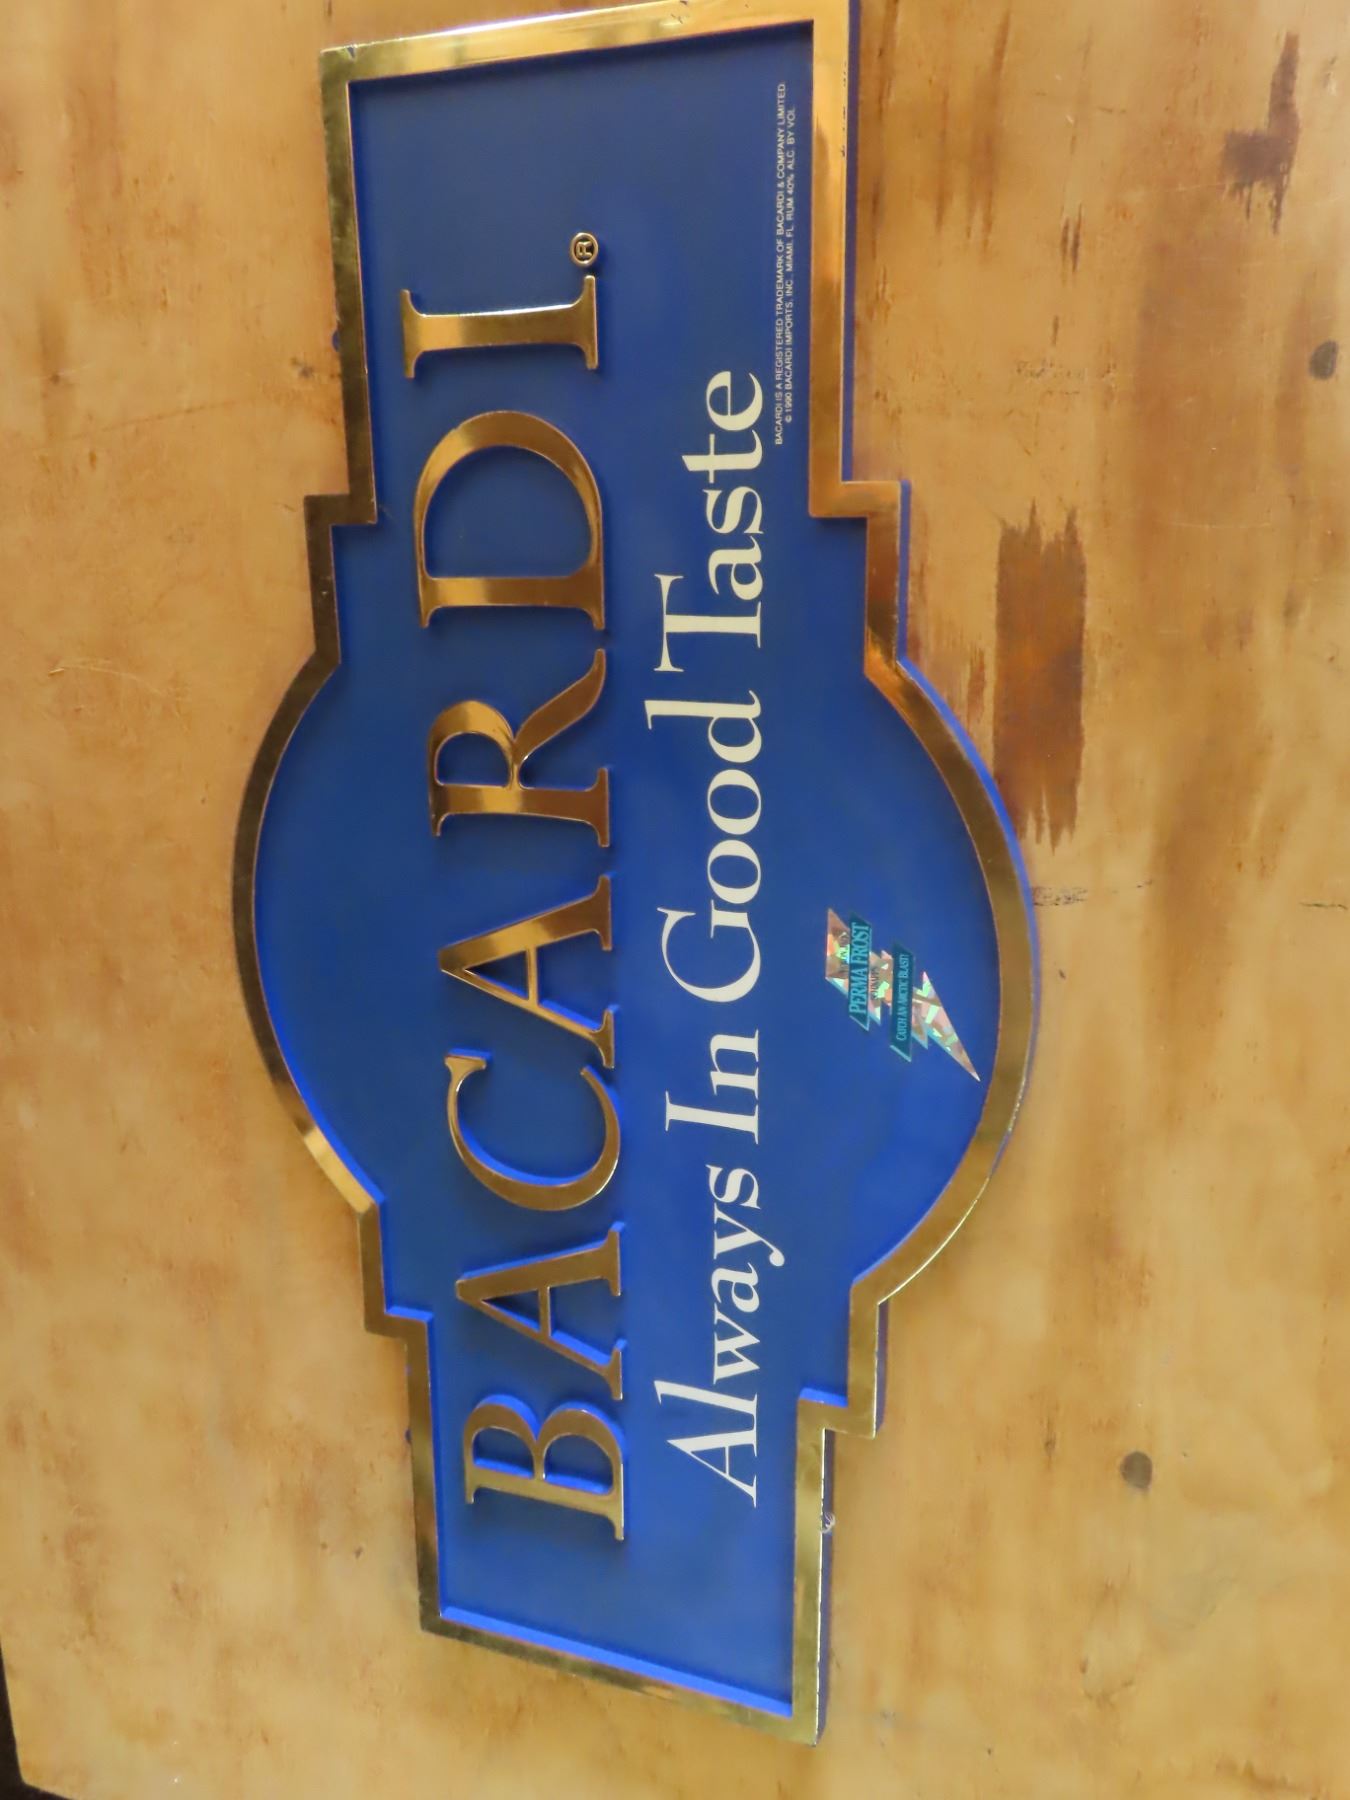 BACARDI®
Always In Good Taste
BACARDI IS A REGISTERED TRADEMARK OF BACARDI & COMPANY LIMITED.
© 1990 BACARDI IMPORTS, INC. MIAMI, FL. RUM 40% ALC. BY VOL.
PERMA FROST
SCHNAPPS
CATCH AN ARCTIC BLAST!